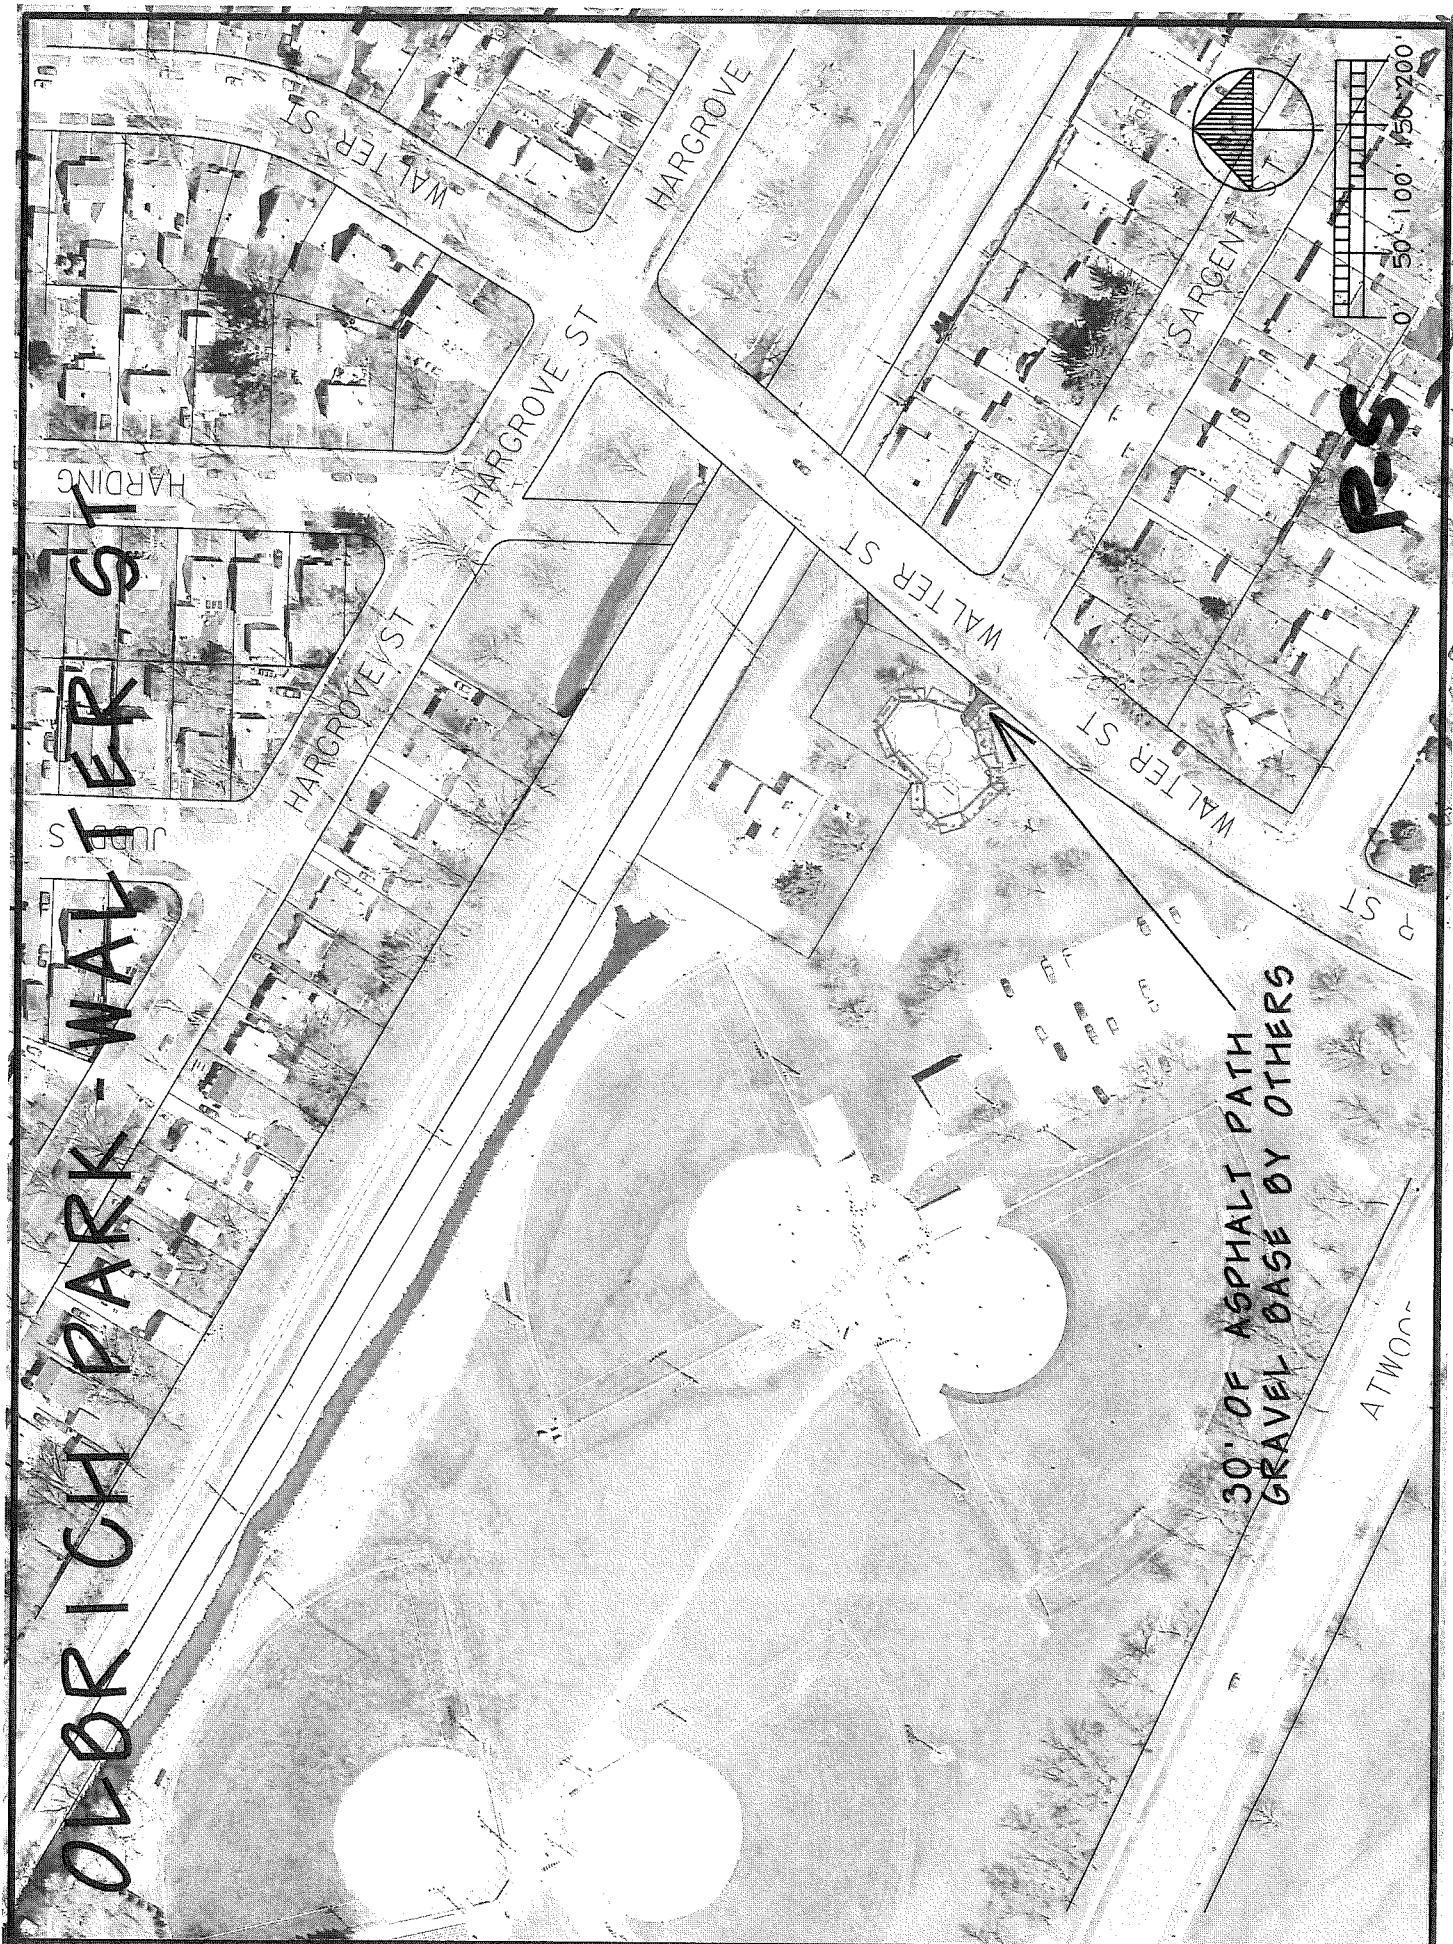 OLBRICH PARK - WALTER ST
WALTER ST
HARGROVE
HARDING
HARGROVE ST
HARGROVE ST
JUDD S
WALTER ST
WALTER ST
SARGENT ST
R ST
ATWOO
0' 50' 100' 150' 200'
P-5
30' OF ASPHALT PATH
GRAVEL BASE BY OTHERS